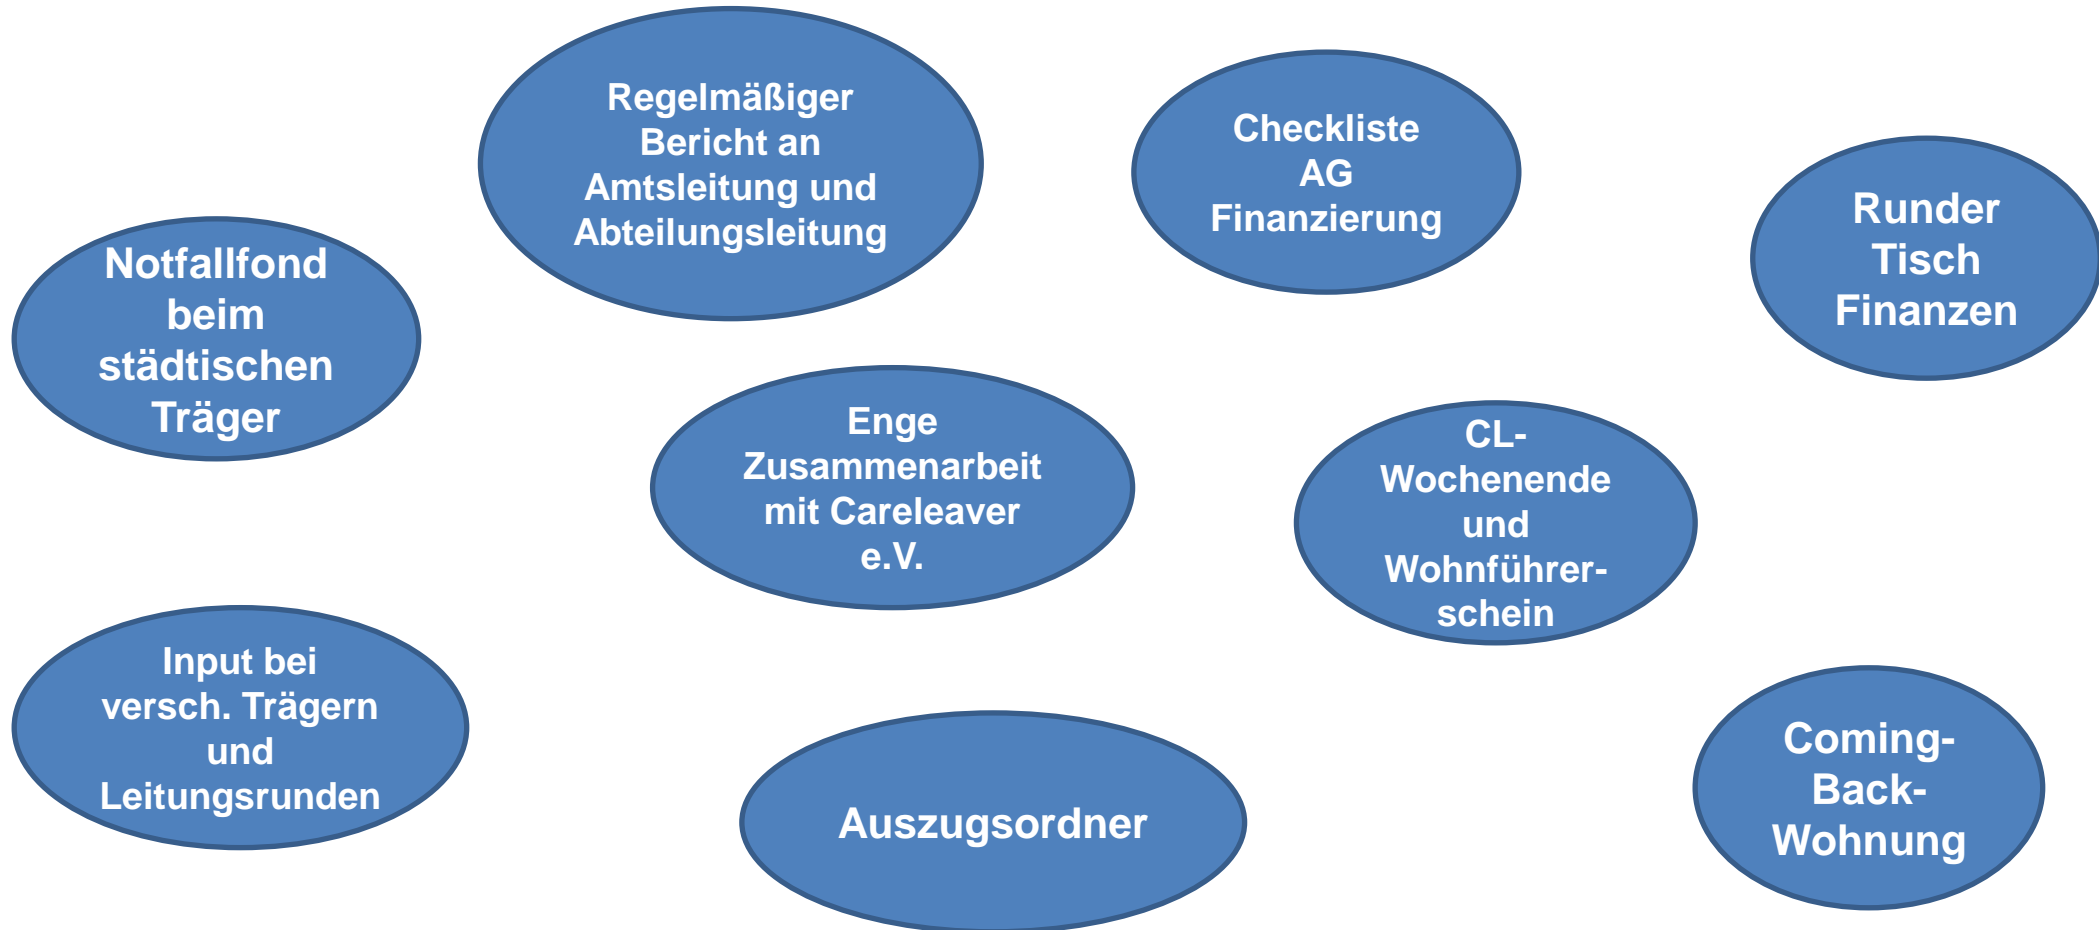 Regelmäßiger
Bericht an
Amtsleitung und
Abteilungsleitung
Checkliste
AG
Finanzierung
Runder
Tisch
Finanzen
Notfallfond
beim
städtischen
Träger
Enge
Zusammenarbeit
mit Careleaver
e.V.
CL-
Wochenende
und
Wohnführer-
schein
Input bei
versch. Trägern
und
Leitungsrunden
Auszugsordner
Coming-
Back-
Wohnung